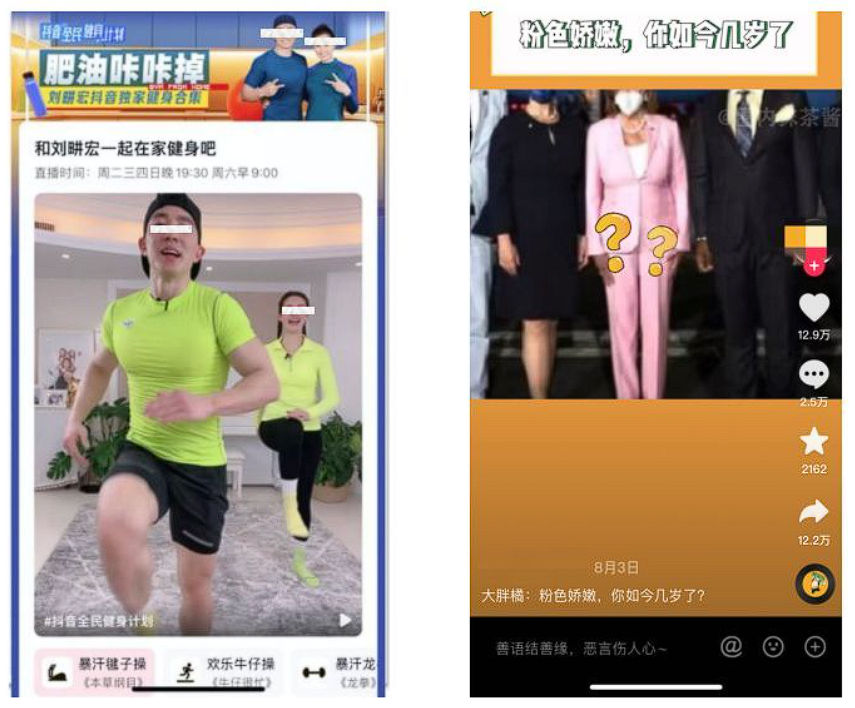 抖音全民健身计划
肥油咔咔掉
GYM FROM HOME
刘畊宏抖音独家健身合集
和刘畊宏一起在家健身吧
直播时间：周二三四日晚19:30 周六早9:00
#抖音全民健身计划
暴汗毽子操
《本草纲目》
欢乐牛仔操
《牛仔很忙》
暴汗龙
《龙拳》
粉色娇嫩，你如今几岁了
? ?
12.9万
2.5万
2162
12.2万
8月3日
大胖橘：粉色娇嫩，你如今几岁了?
善语结善缘，恶言伤人心~
@